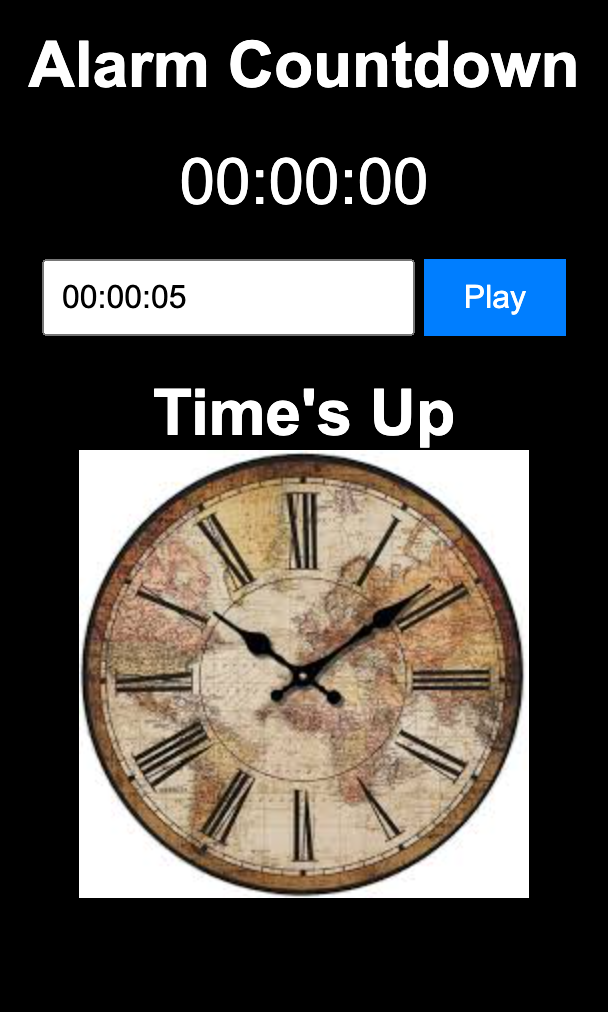 Alarm Countdown
00:00:00
00:00:05
Play
Time's Up
XII
I
II
III
IIII
V
VI
VII
VIII
IX
X
XI